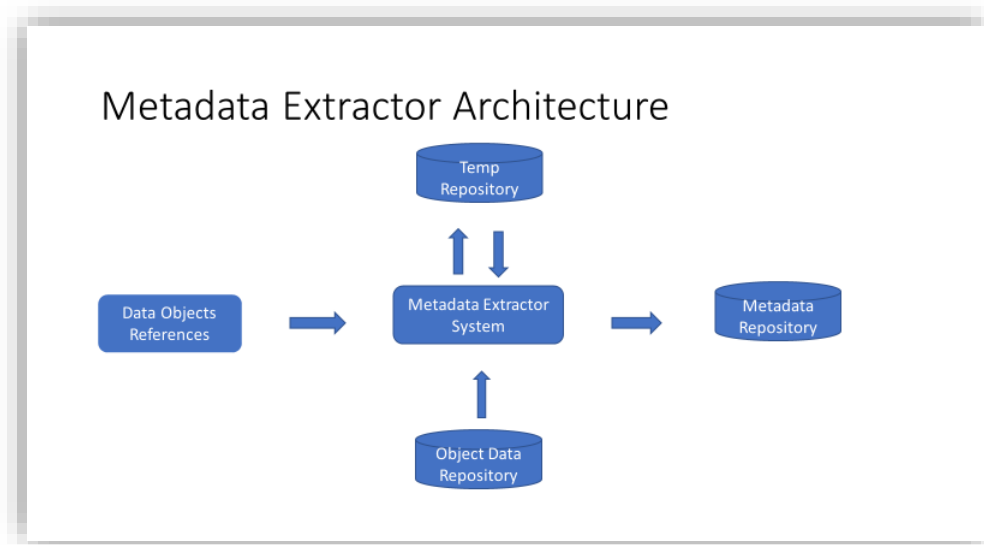 Metadata Extractor Architecture
Temp
Repository
Data Objects
References
Metadata Extractor
System
Metadata
Repository
Object Data
Repository